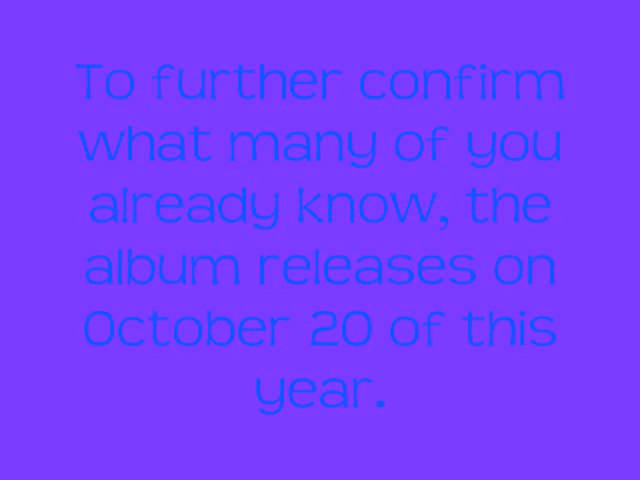 To further confirm
what many of you
already know, the
album releases on
October 20 of this
year.